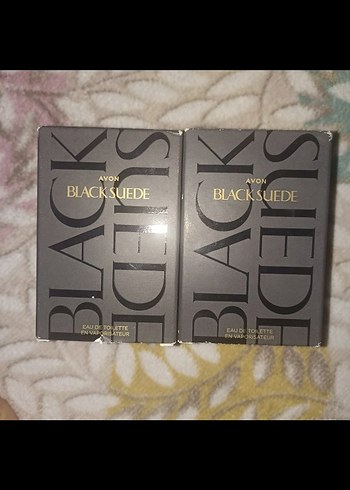 BLACK
SUEDE
AVON
BLACK SUEDE
EAU DE TOILETTE
EN VAPORISATEUR
BLACK
SUEDE
AVON
BLACK SUEDE
EAU DE TOILETTE
EN VAPORISATEUR